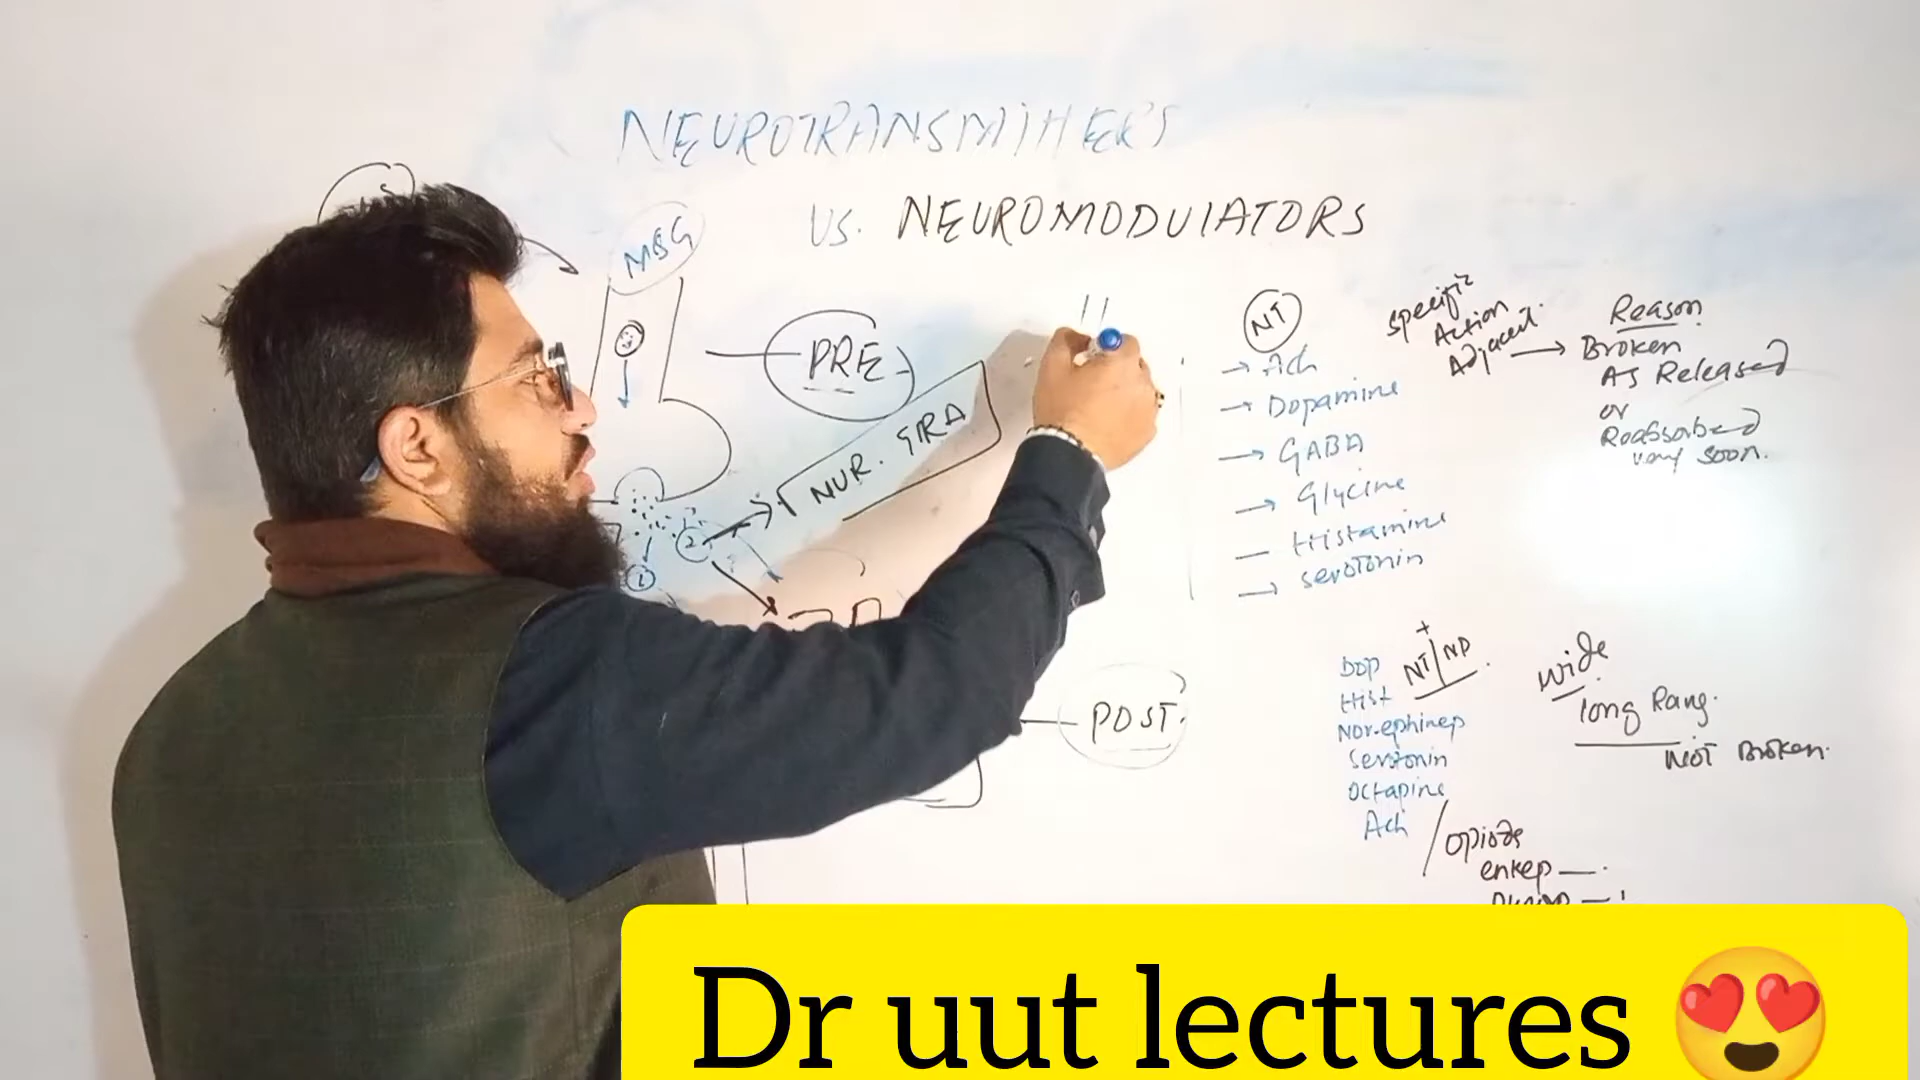 NEUROTRANSMITTERS
VS. NEUROMODULATORS
MSG
PRE
NUR.
1
2
POST.
NT
→ Ach
→ Dopamine
→ GABA
→ Glycine
— Histamine
→ serotonin
specific
Action
Adjacent →
Reason
Broken
As Released
or
Reabsorbed
very soon.
+
NT
Dop
Hist
Nor-ephinep
Serotonin
Octapine
Ach
wide
long Rang.
Not Broken.
opiods
enkep —
Dr uut lectures 😍